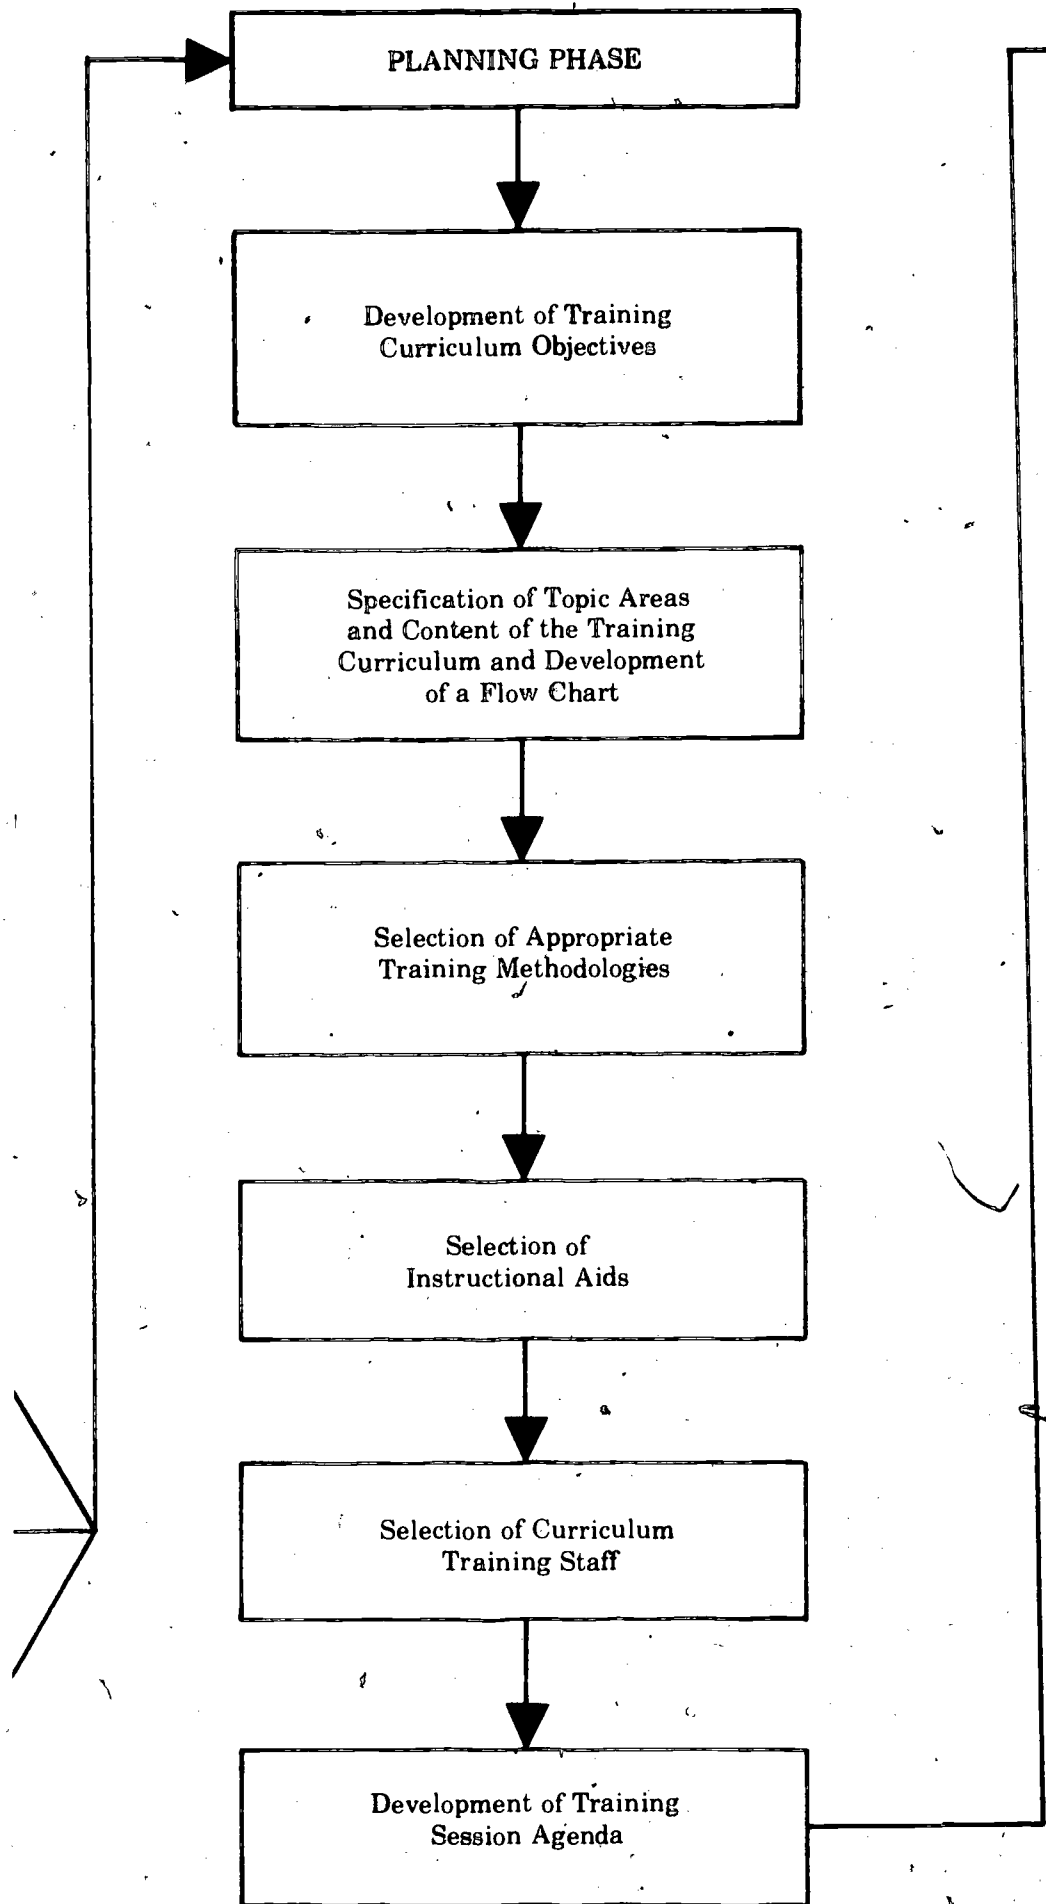 PLANNING PHASE
Development of Training
Curriculum Objectives
Specification of Topic Areas
and Content of the Training
Curriculum and Development
of a Flow Chart
Selection of Appropriate
Training Methodologies
Selection of
Instructional Aids
Selection of Curriculum
Training Staff
Development of Training
Session Agenda